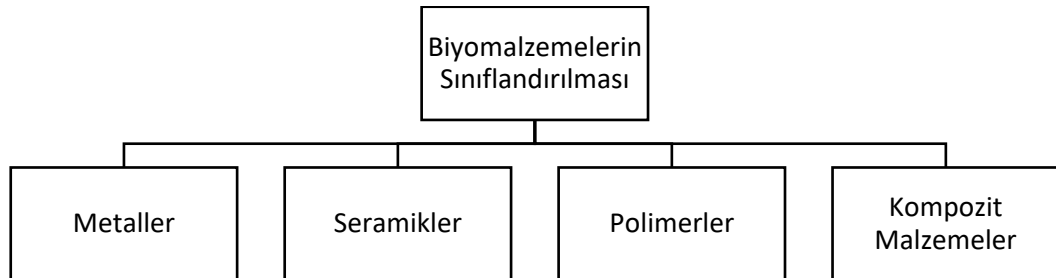 Biyomalzemelerin
Sınıflandırılması
Metaller
Seramikler
Polimerler
Kompozit
Malzemeler